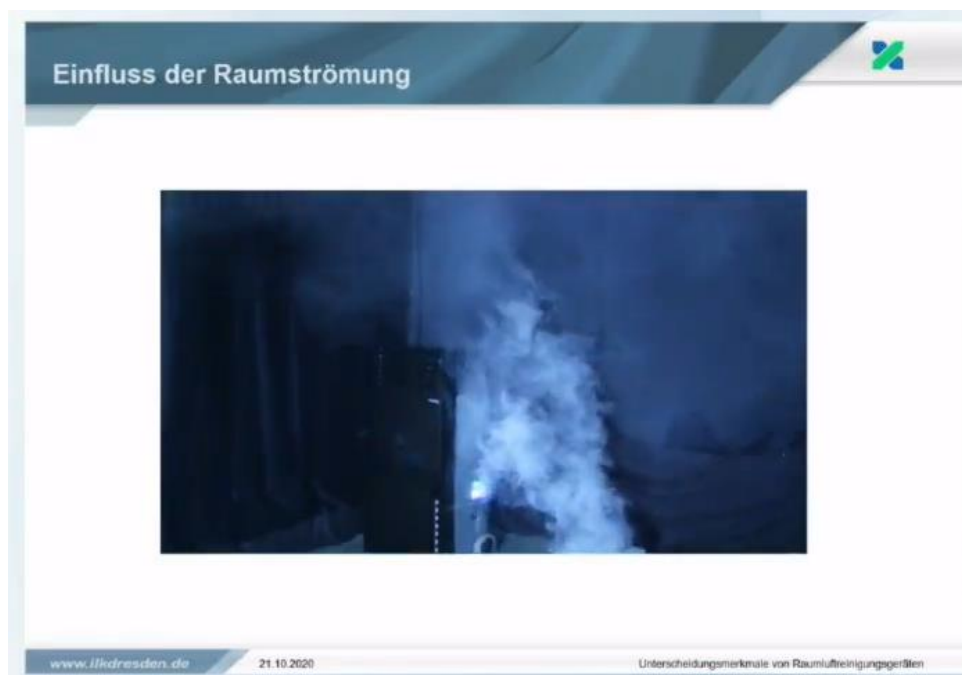 Einfluss der Raumströmung
www.ilkdresden.de
21.10.2020
Unterscheidungsmerkmale von Raumluftreinigungsgeräten